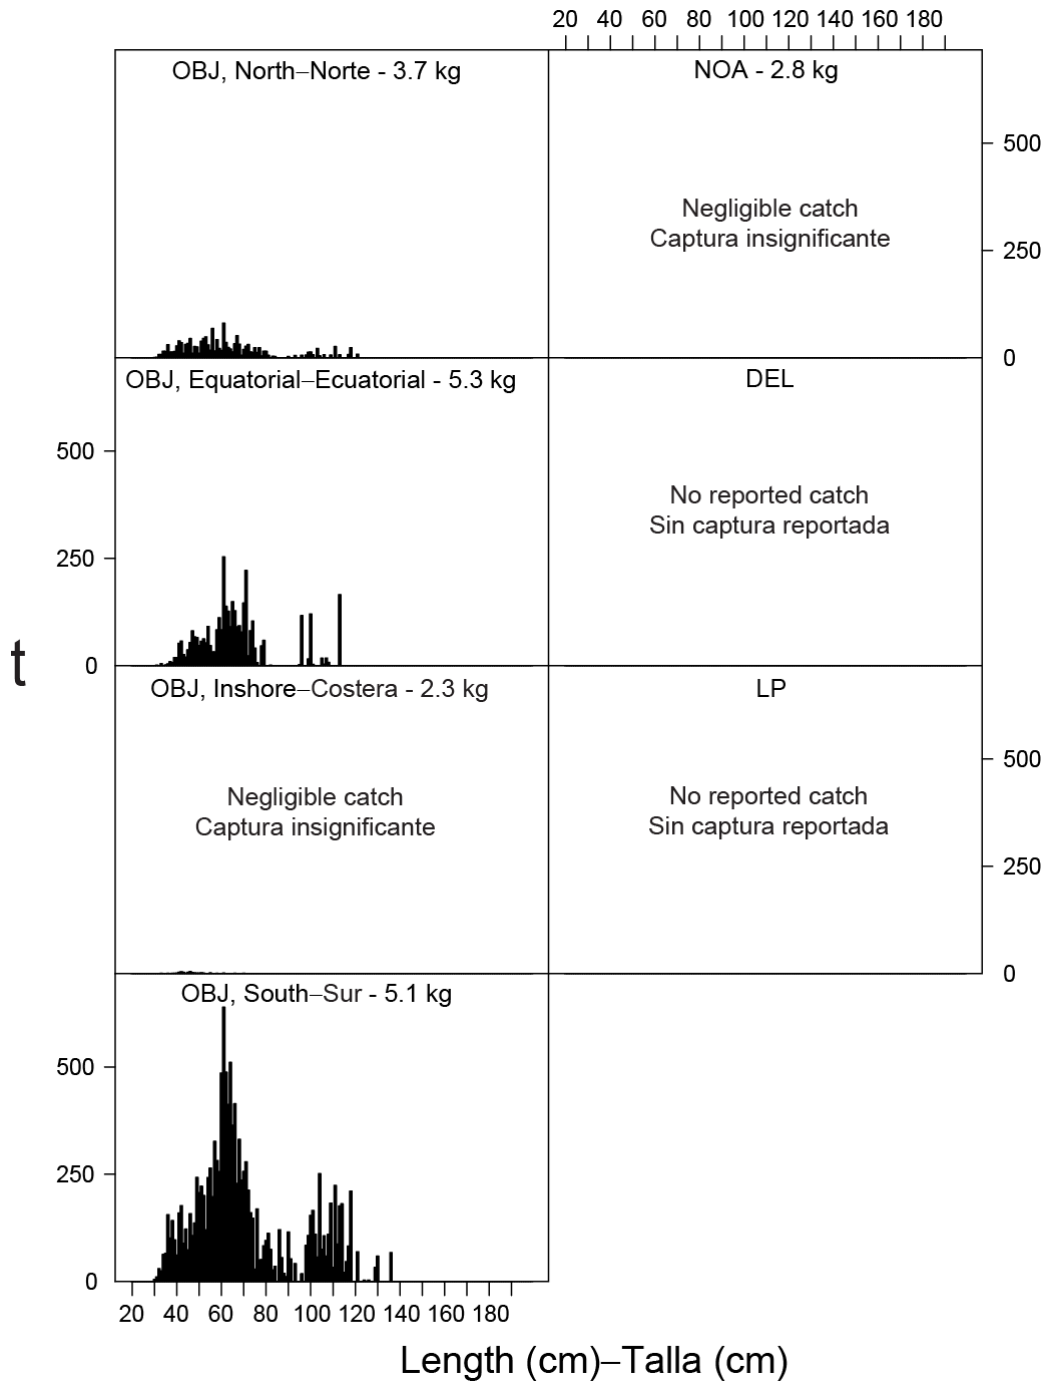 20 40 60 80 100 120 140 160 180
OBJ, North–Norte - 3.7 kg
NOA - 2.8 kg
Negligible catch
Captura insignificante
500
250
0
OBJ, Equatorial–Ecuatorial - 5.3 kg
DEL
No reported catch
Sin captura reportada
500
250
0
t
OBJ, Inshore–Costera - 2.3 kg
LP
Negligible catch
Captura insignificante
No reported catch
Sin captura reportada
500
250
0
OBJ, South–Sur - 5.1 kg
500
250
0
20 40 60 80 100 120 140 160 180
Length (cm)–Talla (cm)